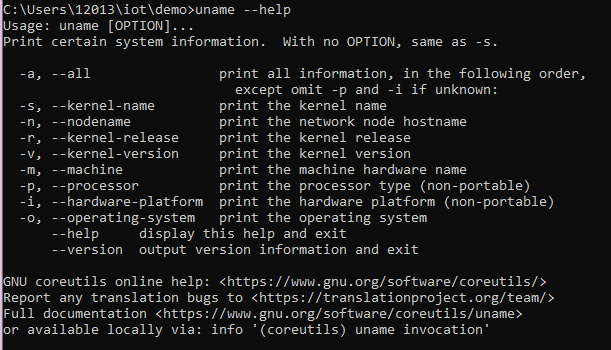 C:\Users\12013\iot\demo>uname --help
Usage: uname [OPTION]...
Print certain system information.  With no OPTION, same as -s.

  -a, --all                print all information, in the following order,
                             except omit -p and -i if unknown:
  -s, --kernel-name        print the kernel name
  -n, --nodename           print the network node hostname
  -r, --kernel-release     print the kernel release
  -v, --kernel-version     print the kernel version
  -m, --machine            print the machine hardware name
  -p, --processor          print the processor type (non-portable)
  -i, --hardware-platform  print the hardware platform (non-portable)
  -o, --operating-system   print the operating system
      --help     display this help and exit
      --version  output version information and exit

GNU coreutils online help: <https://www.gnu.org/software/coreutils/>
Report any translation bugs to <https://translationproject.org/team/>
Full documentation <https://www.gnu.org/software/coreutils/uname>
or available locally via: info '(coreutils) uname invocation'